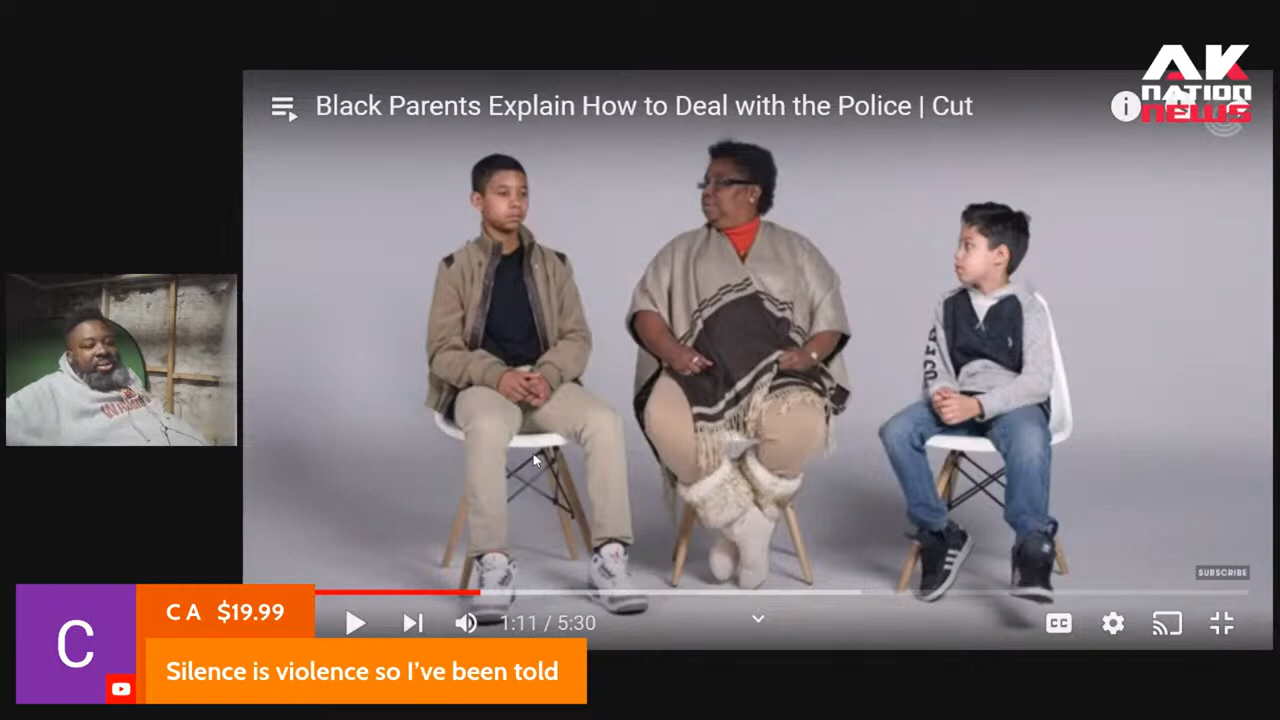 Black Parents Explain How to Deal with the Police | Cut
AK
NATION
NEWS
SUBSCRIBE
1:11 / 5:30
CC
C
C A $19.99
Silence is violence so I've been told